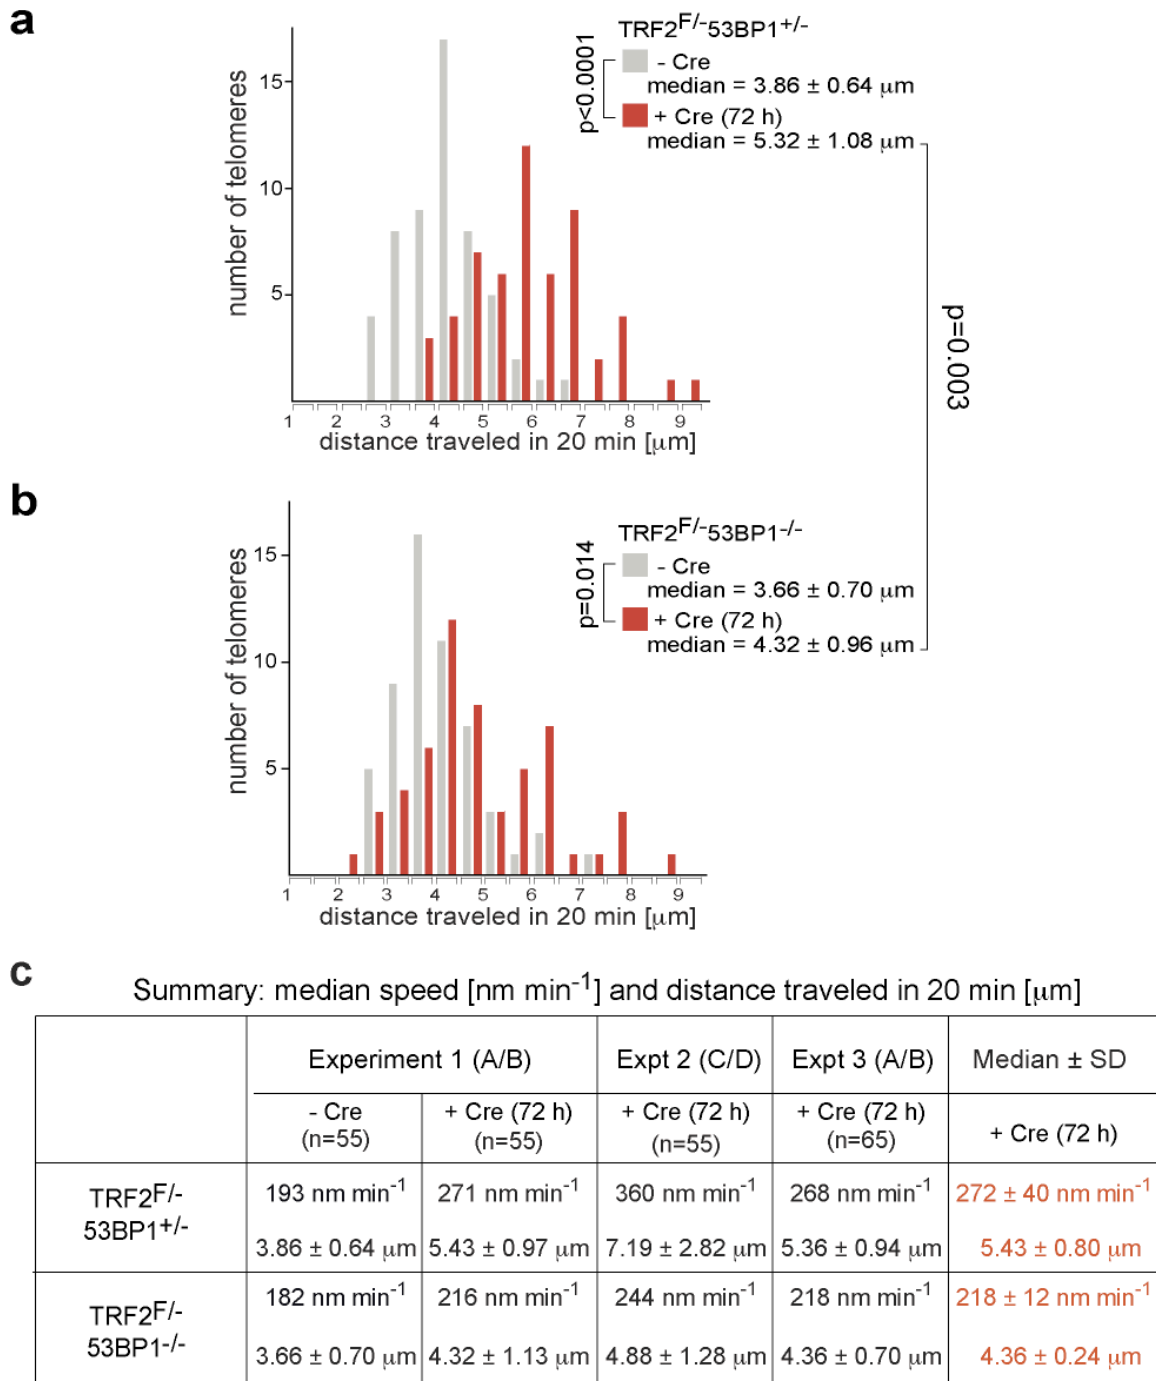 a
TRF2F/-53BP1+/-
- Cre
median = 3.86 ± 0.64 µm
+ Cre (72 h)
median = 5.32 ± 1.08 µm
p<0.0001
15
10
5
number of telomeres
1 2 3 4 5 6 7 8 9
distance traveled in 20 min [µm]
p=0.003
b
TRF2F/-53BP1-/-
- Cre
median = 3.66 ± 0.70 µm
+ Cre (72 h)
median = 4.32 ± 0.96 µm
p=0.014
15
10
5
number of telomeres
1 2 3 4 5 6 7 8 9
distance traveled in 20 min [µm]
c
Summary: median speed [nm min-1] and distance traveled in 20 min [µm]
Experiment 1 (A/B) Expt 2 (C/D) Expt 3 (A/B) Median ± SD
- Cre + Cre (72 h) + Cre (72 h) + Cre (72 h) + Cre (72 h)
(n=55) (n=55) (n=55) (n=65)
TRF2F/- 193 nm min-1 271 nm min-1 360 nm min-1 268 nm min-1 272 ± 40 nm min-1
53BP1+/- 3.86 ± 0.64 µm 5.43 ± 0.97 µm 7.19 ± 2.82 µm 5.36 ± 0.94 µm 5.43 ± 0.80 µm
TRF2F/- 182 nm min-1 216 nm min-1 244 nm min-1 218 nm min-1 218 ± 12 nm min-1
53BP1-/- 3.66 ± 0.70 µm 4.32 ± 1.13 µm 4.88 ± 1.28 µm 4.36 ± 0.70 µm 4.36 ± 0.24 µm